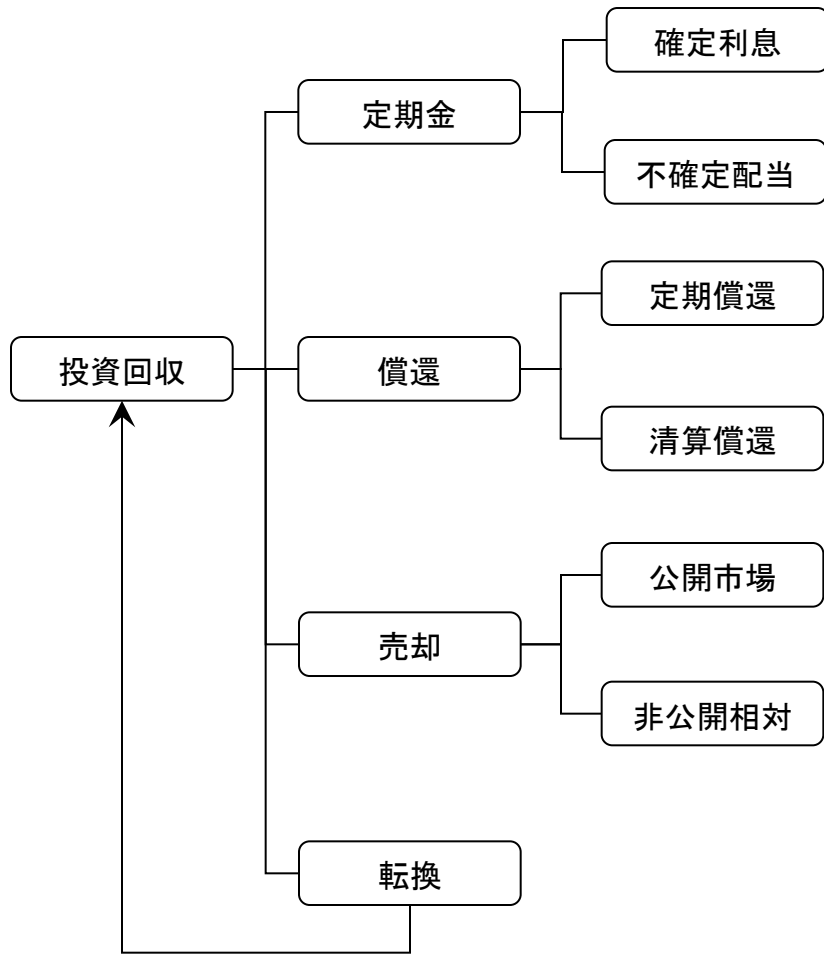 投資回収
定期金
確定利息
不確定配当
償還
定期償還
清算償還
売却
公開市場
非公開相対
転換